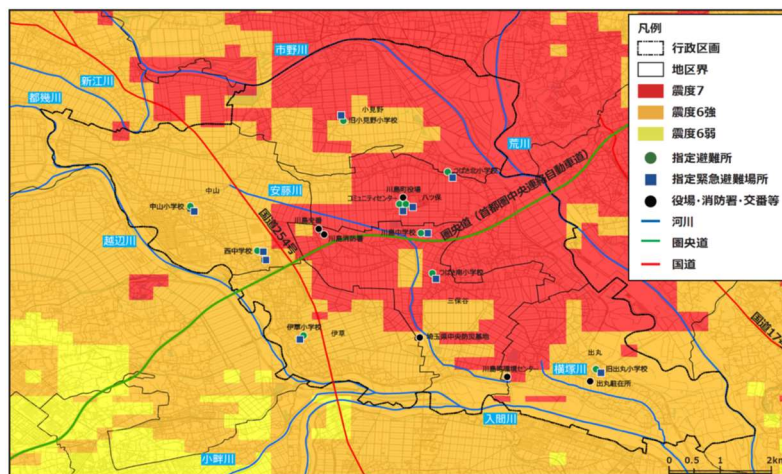 凡例
行政区画
地区界
震度7
震度6強
震度6弱
指定避難所
指定緊急避難場所
役場・消防署・交番等
河川
圏央道
国道
市野川
新江川
都幾川
小見野
旧小見野小学校
荒川
つばさ北小学校
中山
安藤川
川島町役場
コミュニティセンター
八ツ保
圏央道（首都圏中央連絡自動車道）
中山小学校
国道254号
川島交番
川島消防署
川島中学校
越辺川
西中学校
つばさ南小学校
三保谷
伊草小学校
伊草
埼玉県中央防災基地
国道17
出丸
横塚川
旧出丸小学校
出丸駐在所
入間川
小畔川
0 0.5 1 2km